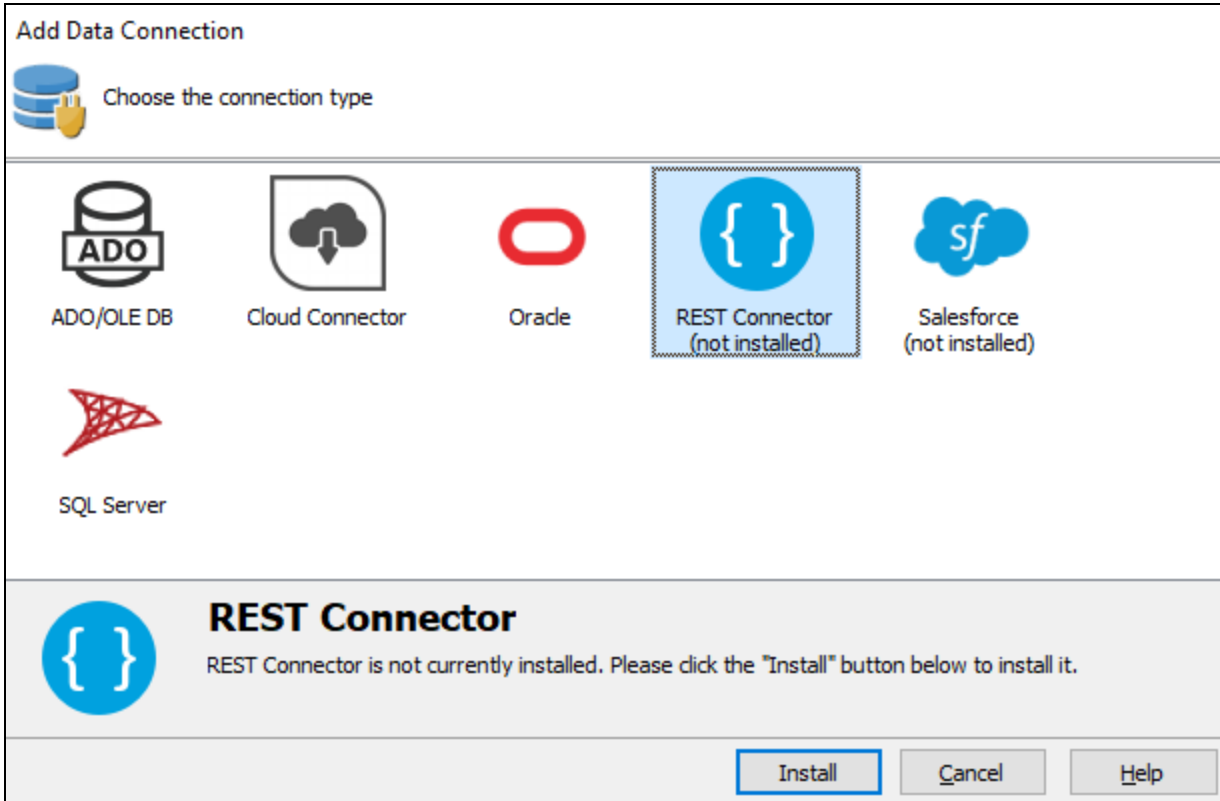 Add Data Connection
Choose the connection type
ADO
sf
ADO/OLE DB
Cloud Connector
Oracle
REST Connector
(not installed)
Salesforce
(not installed)
SQL Server
REST Connector
REST Connector is not currently installed. Please click the "Install" button below to install it.
Install
Cancel
Help